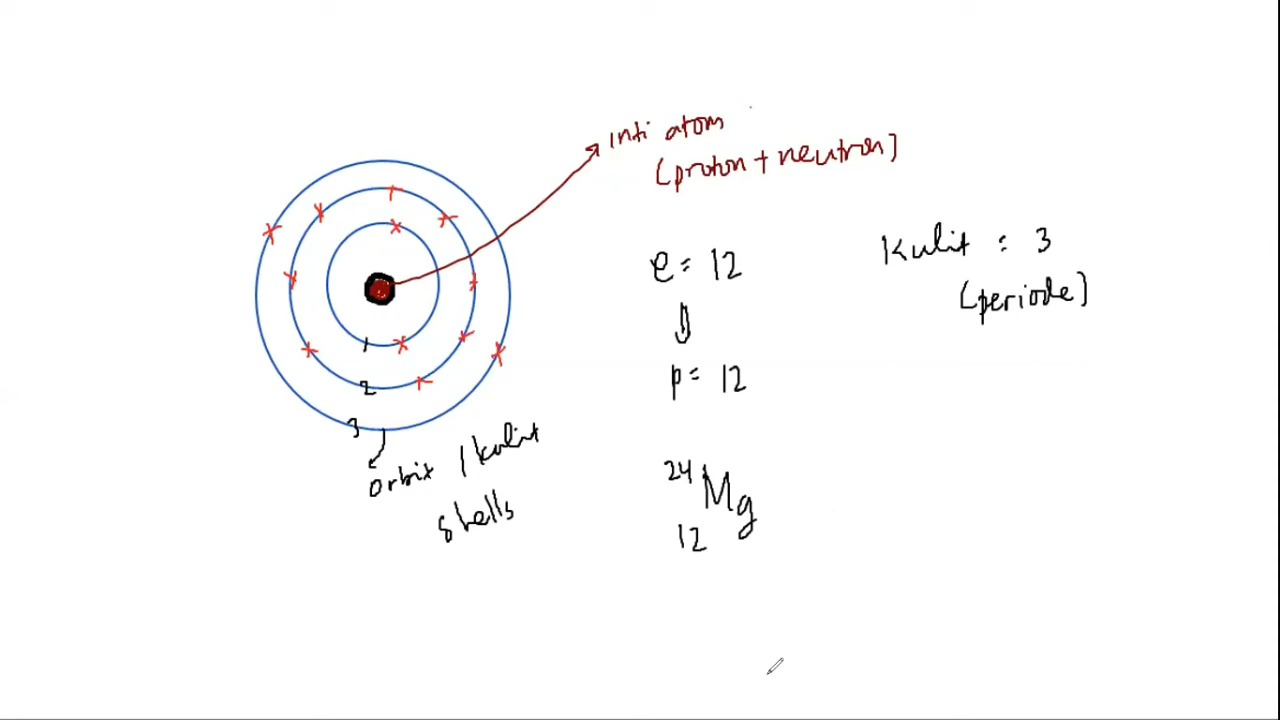 inti atom
(proton + neutron)
e = 12
p = 12
Kulit : 3
(periode)
1
2
3
orbit / kulit
shells
24
Mg
12